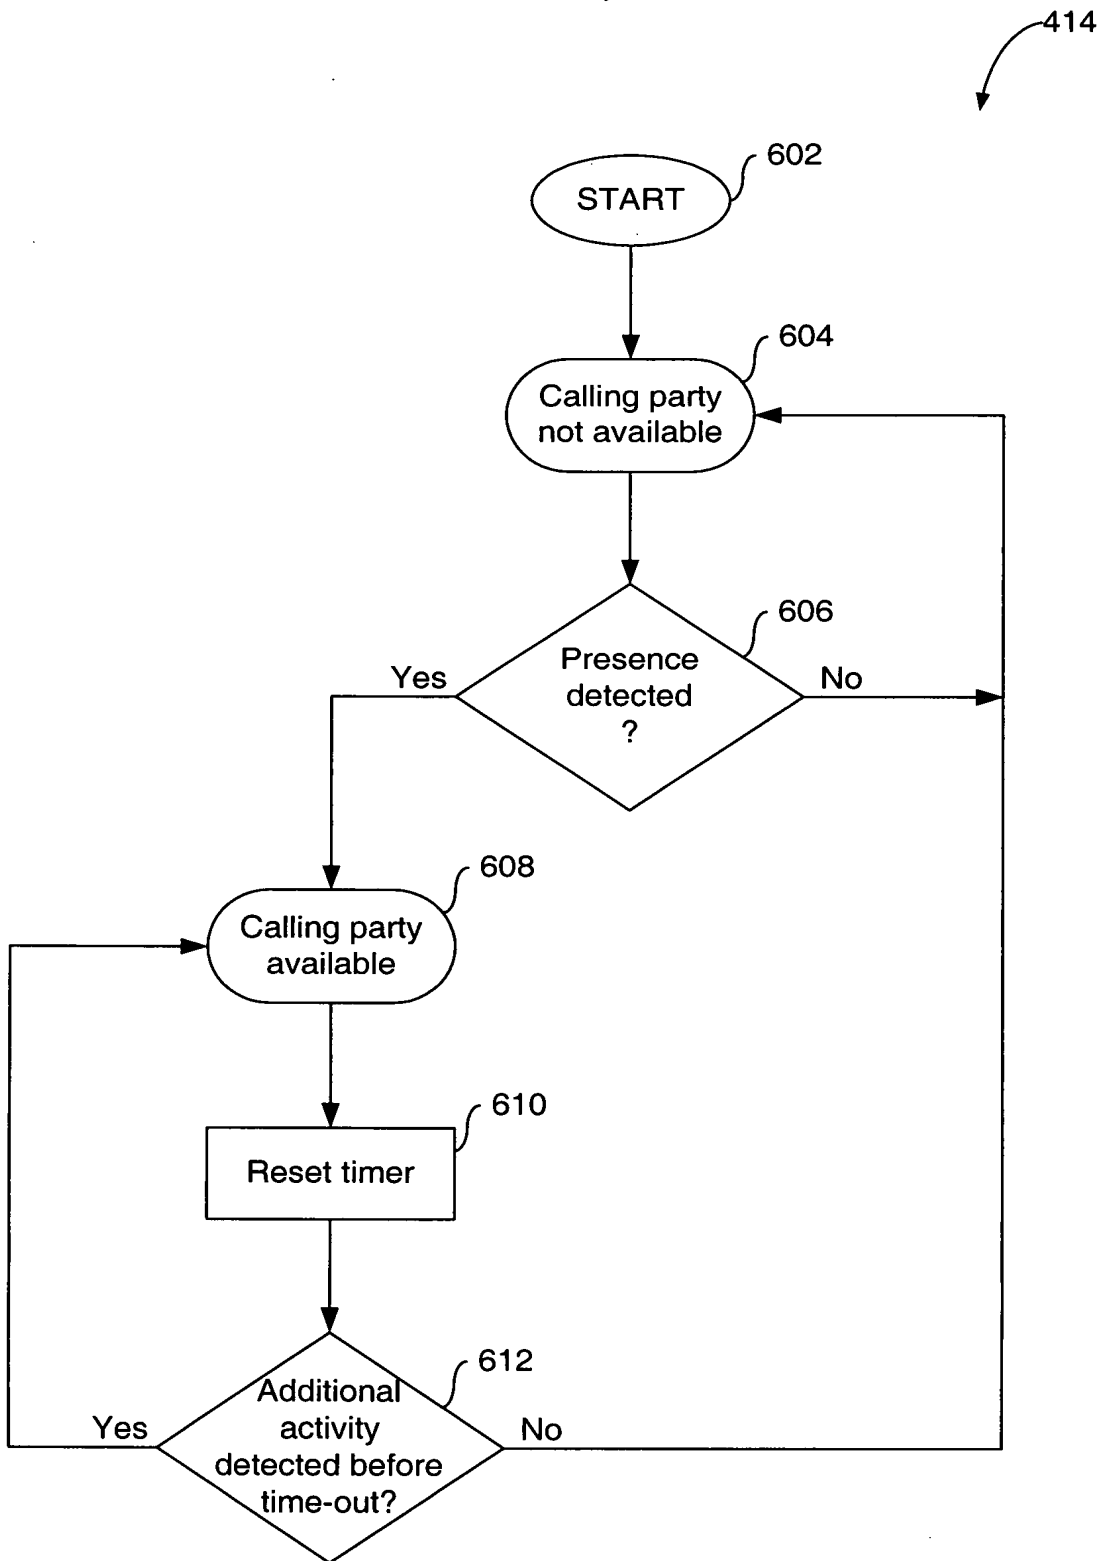 414
START
602
Calling party
not available
604
Presence
detected
?
606
Yes
No
Calling party
available
608
Reset timer
610
Additional
activity
detected before
time-out?
612
Yes
No